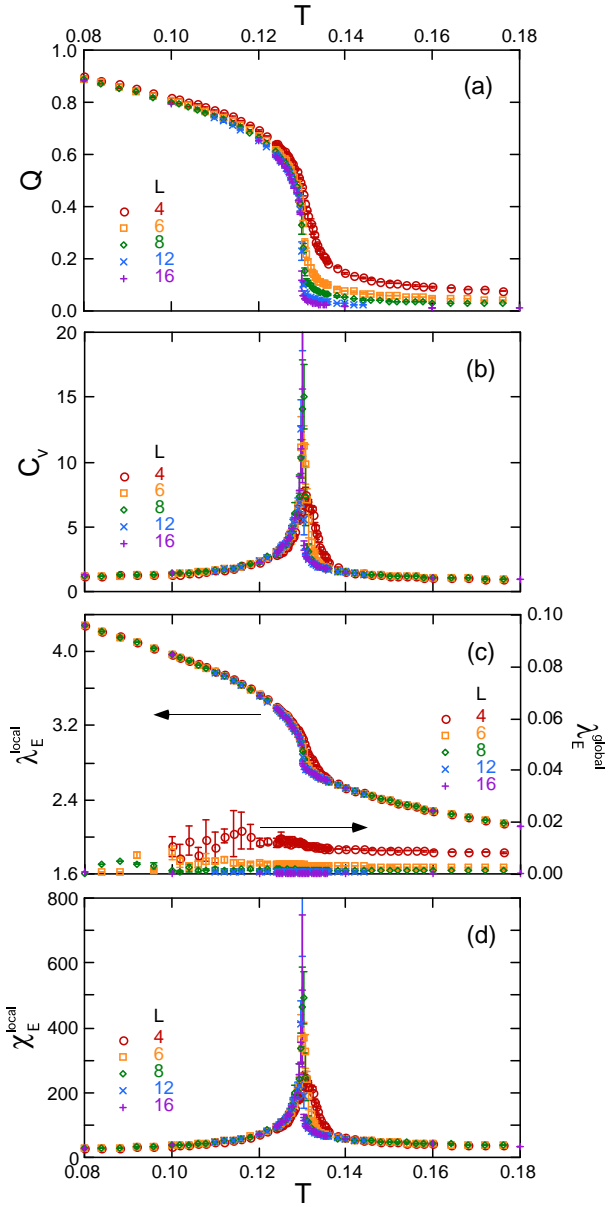 T
0.08 0.10 0.12 0.14 0.16 0.18
1.0
0.8
0.6
0.4
0.2
0.0
Q
(a)
L
4
6
8
12
16
20
15
10
5
0
C_v
(b)
L
4
6
8
12
16
4.0
3.2
2.4
1.6
λ_E^local
(c)
0.10
0.08
0.06
0.04
0.02
0.00
λ_E^global
L
4
6
8
12
16
800
600
400
200
0
χ_E^local
(d)
L
4
6
8
12
16
0.08 0.10 0.12 0.14 0.16 0.18
T